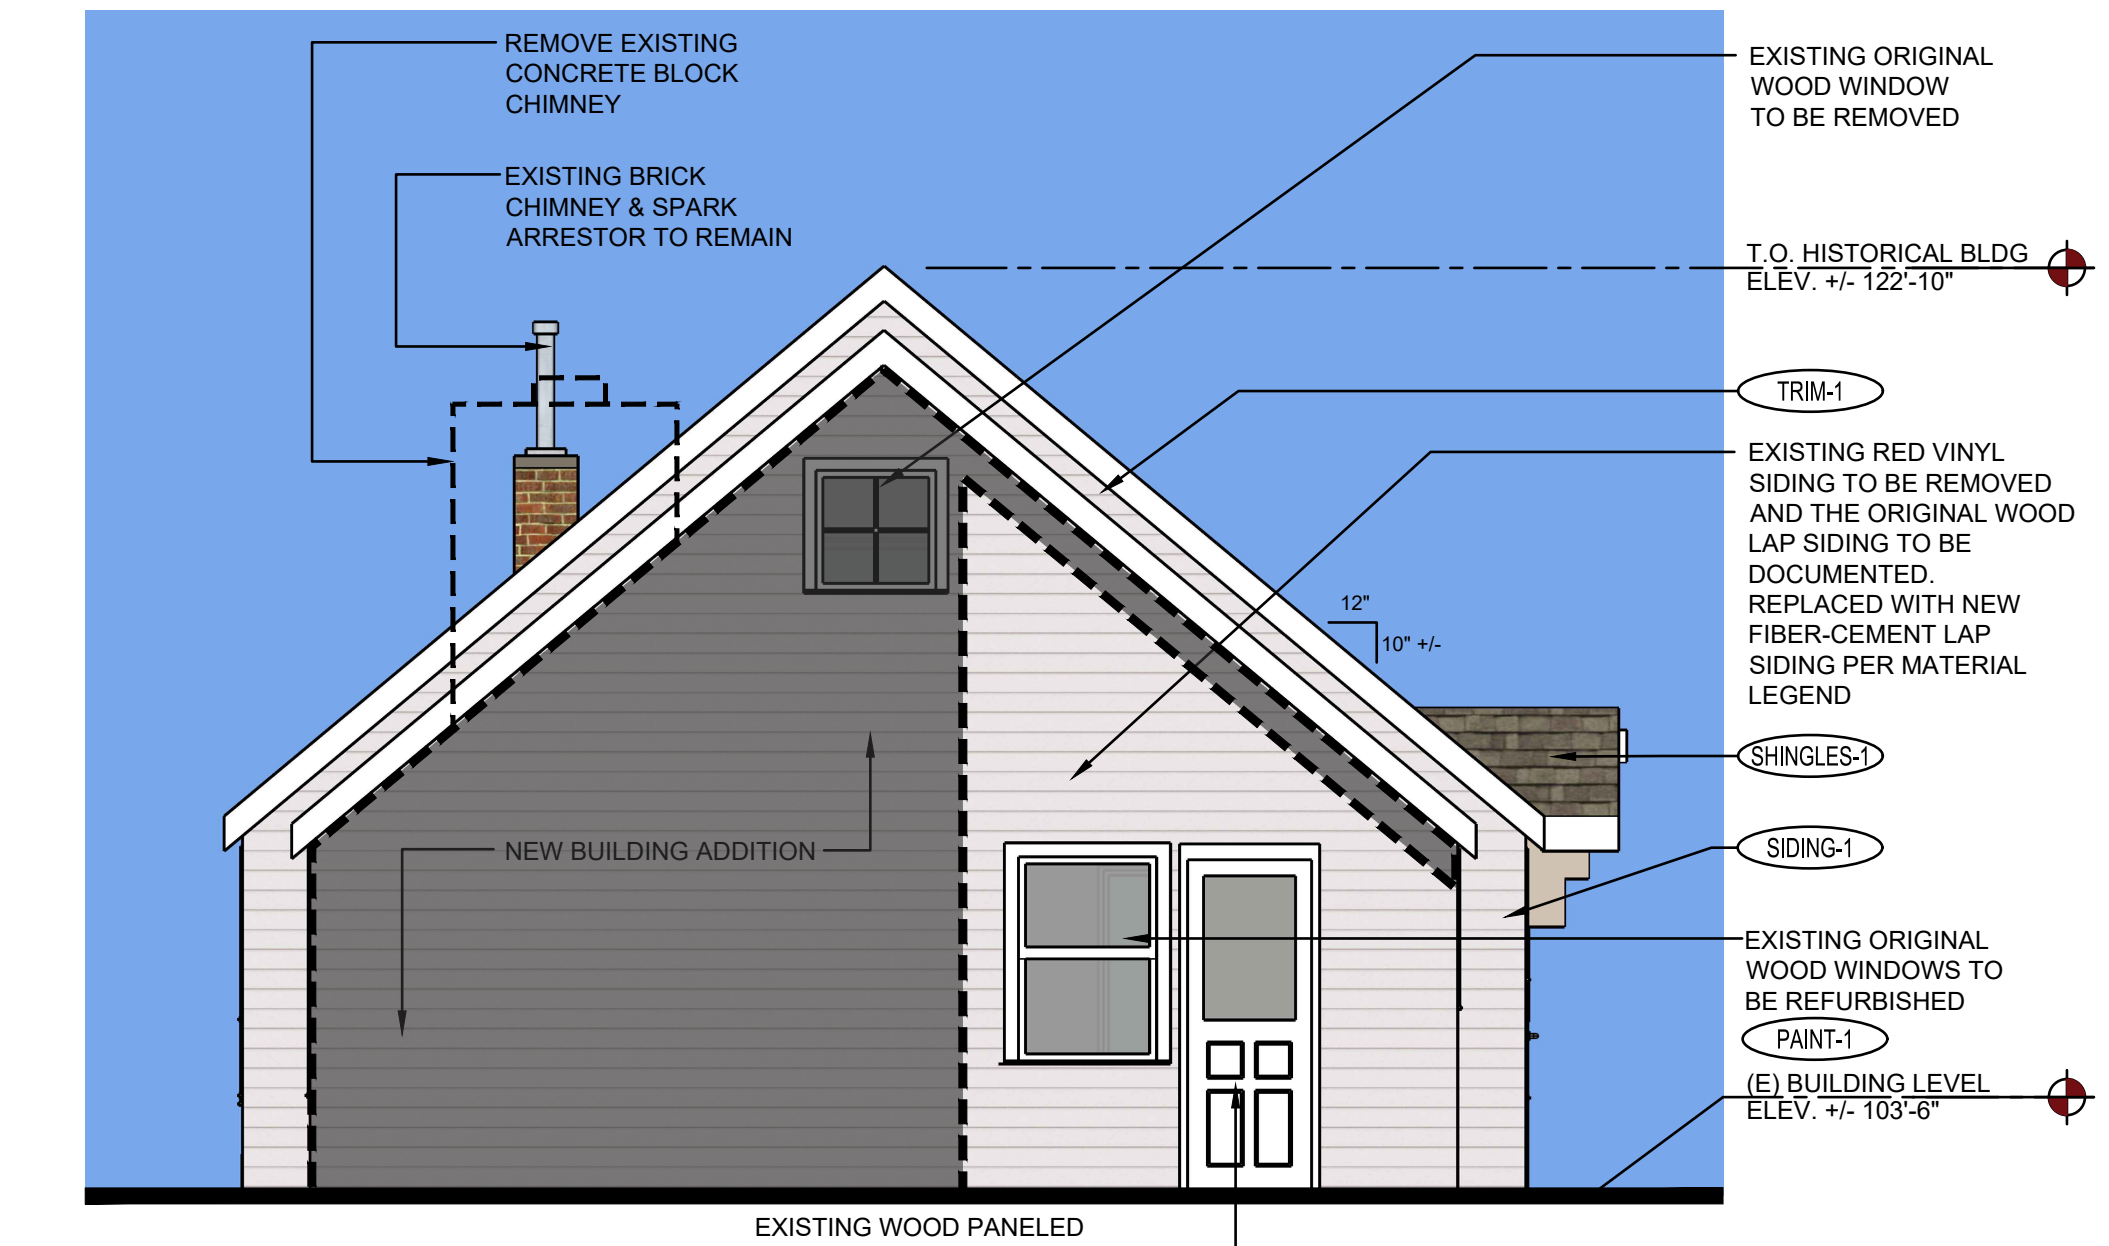 REMOVE EXISTING
CONCRETE BLOCK
CHIMNEY
EXISTING BRICK
CHIMNEY & SPARK
ARRESTOR TO REMAIN
EXISTING ORIGINAL
WOOD WINDOW
TO BE REMOVED
T.O. HISTORICAL BLDG
ELEV. +/- 122'-10"
TRIM-1
EXISTING RED VINYL
SIDING TO BE REMOVED
AND THE ORIGINAL WOOD
LAP SIDING TO BE
DOCUMENTED.
REPLACED WITH NEW
FIBER-CEMENT LAP
SIDING PER MATERIAL
LEGEND
12"
10" +/-
SHINGLES-1
SIDING-1
NEW BUILDING ADDITION
EXISTING ORIGINAL
WOOD WINDOWS TO
BE REFURBISHED
PAINT-1
(E) BUILDING LEVEL
ELEV. +/- 103'-6"
EXISTING WOOD PANELED